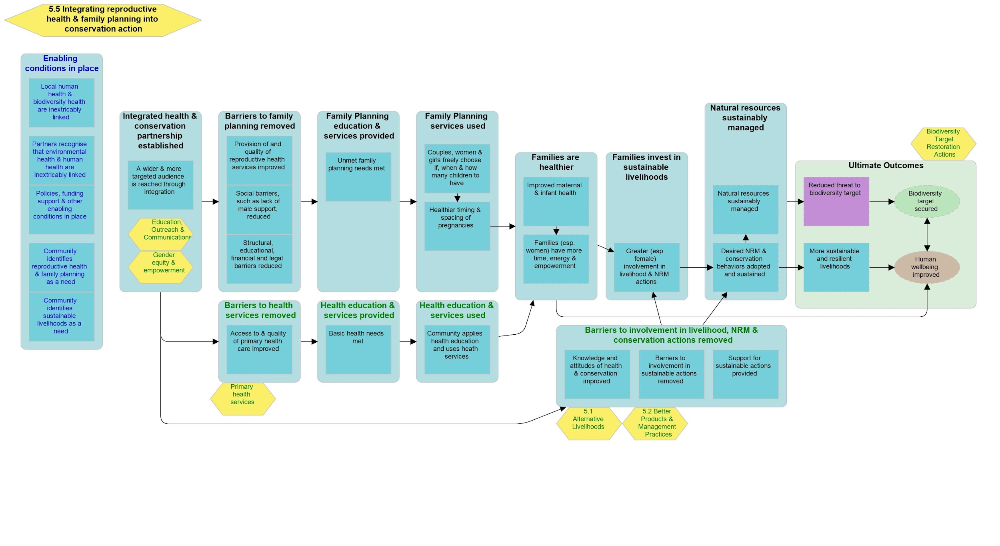 5.5 Integrating reproductive
health & family planning into
conservation action
Enabling
conditions in place
Local human
health &
biodiversity health
are inextricably
linked
Partners recognise
that environmental
health & human
health are
inextricably linked
Policies, funding
support & other
enabling
conditions in place
Community
identifies
reproductive health
& family planning
as a need
Community
identifies
sustainable
livelihoods as a
need
Integrated health &
conservation
partnership
established
A wider & more
targeted audience
is reached through
integration
Education,
Outreach &
Communications
Gender
equity &
empowerment
Barriers to family
planning removed
Provision of and
quality of
reproductive health
services improved
Social barriers,
such as lack of
male support,
reduced
Structural,
educational,
financial and legal
barriers reduced
Family Planning
education &
services provided
Unmet family
planning needs met
Family Planning
services used
Couples, women &
girls freely choose
if, when & how
many children to
have
Healthier timing &
spacing of
pregnancies
Barriers to health
services removed
Access to & quality
of primary health
care improved
Primary
health
services
Health education &
services provided
Basic health needs
met
Health education &
services used
Community applies
health education
and uses heath
services
Families are
healthier
Improved maternal
& infant health
Families (esp.
women) have more
time, energy &
empowerment
Families invest in
sustainable
livelihoods
Greater (esp.
female)
involvement in
livelihood & NRM
actions
Natural resources
sustainably
managed
Natural resources
sustainably
managed
Desired NRM &
conservation
behaviors adopted
and sustained
Barriers to involvement in livelihood, NRM &
conservation actions removed
Knowledge and
attitudes of health
& conservation
improved
Barriers to
involvement in
sustainable actions
removed
Support for
sustainable actions
provided
5.1
Alternative
Livelihoods
5.2 Better
Products &
Management
Practices
Biodiversity
Target
Restoration
Actions
Ultimate Outcomes
Reduced threat to
biodiversity target
Biodiversity
target
secured
More sustainable
and resilient
livelihoods
Human
wellbeing
improved